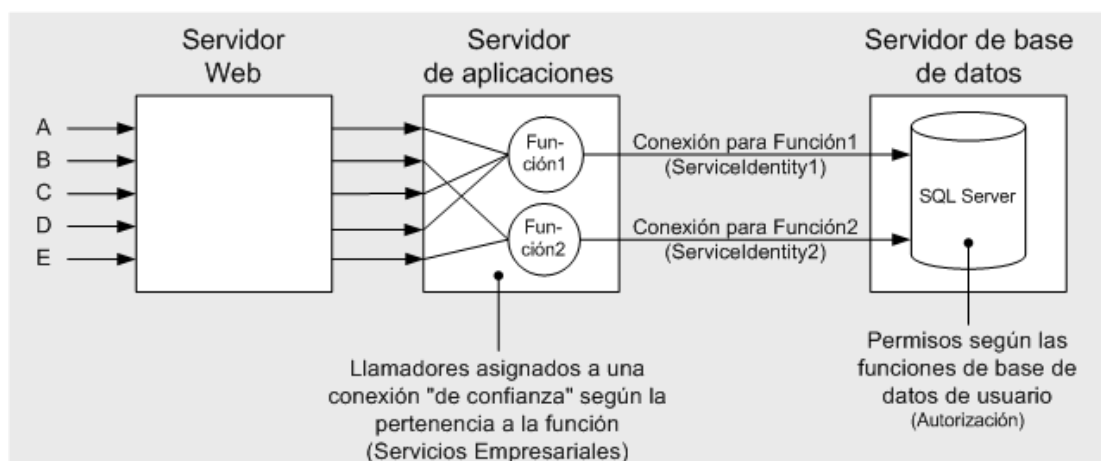 Servidor
Web
Servidor
de aplicaciones
Servidor de base
de datos
A
B
C
D
E
Fun-
ción1
Fun-
ción2
Conexión para Función1
(ServiceIdentity1)
Conexión para Función2
(ServiceIdentity2)
SQL Server
Llamadores asignados a una
conexión "de confianza" según la
pertenencia a la función
(Servicios Empresariales)
Permisos según las
funciones de base de
datos de usuario
(Autorización)